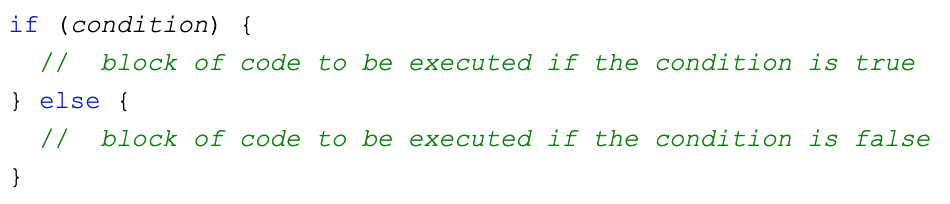 if (condition) {
  //  block of code to be executed if the condition is true
} else {
  //  block of code to be executed if the condition is false
}